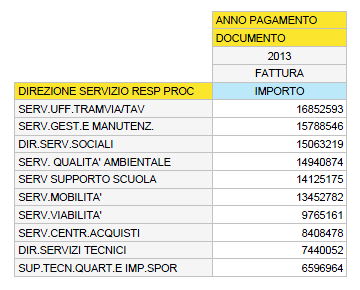 ANNO PAGAMENTO
DOCUMENTO
2013
FATTURA
DIREZIONE SERVIZIO RESP PROC IMPORTO
SERV.UFF.TRAMVIA/TAV 16852593
SERV.GEST.E MANUTENZ. 15788546
DIR.SERV.SOCIALI 15063219
SERV. QUALITA' AMBIENTALE 14940874
SERV SUPPORTO SCUOLA 14125175
SERV.MOBILITA' 13452782
SERV.VIABILITA' 9765161
SERV.CENTR.ACQUISTI 8408478
DIR.SERVIZI TECNICI 7440052
SUP.TECN.QUART.E IMP.SPOR 6596964